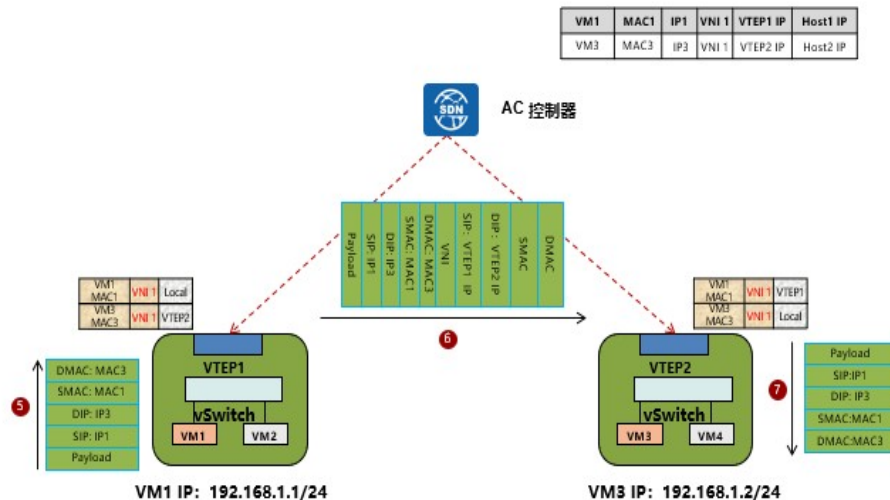 VM1 MAC1 IP1 VNI 1 VTEP1 IP Host1 IP
VM3 MAC3 IP3 VNI 1 VTEP2 IP Host2 IP
SDN
AC 控制器
Payload
SIP: IP1
DIP: IP3
SMAC: MAC1
DMAC: MAC3
VNI
SIP: VTEP1 IP
DIP: VTEP2 IP
SMAC
DMAC
VM1 MAC1 VNI 1 Local
VM3 MAC3 VNI 1 VTEP2
VM1 MAC1 VNI 1 VTEP1
VM3 MAC3 VNI 1 Local
6
5
DMAC: MAC3
SMAC: MAC1
DIP: IP3
SIP: IP1
Payload
VTEP1
vSwitch
VM1 VM2
VTEP2
vSwitch
VM3 VM4
7
Payload
SIP:IP1
DIP: IP3
SMAC:MAC1
DMAC:MAC3
VM1 IP: 192.168.1.1/24
VM3 IP: 192.168.1.2/24